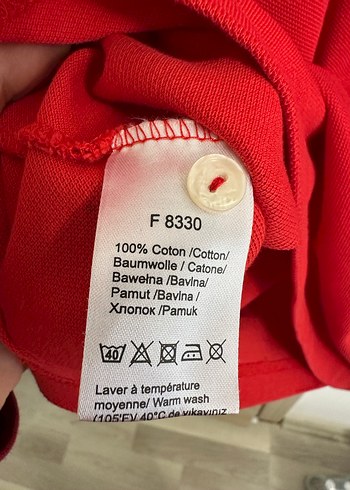 F 8330
100% Coton /Cotton/
Baumwolle / Catone/
Bawełna /Bavlna/
Pamut /Bavlna /
Хлопок /Pamuk
40
Laver à température
moyenne/ Warm wash
(105'F)/ 40°C de yıkayınız